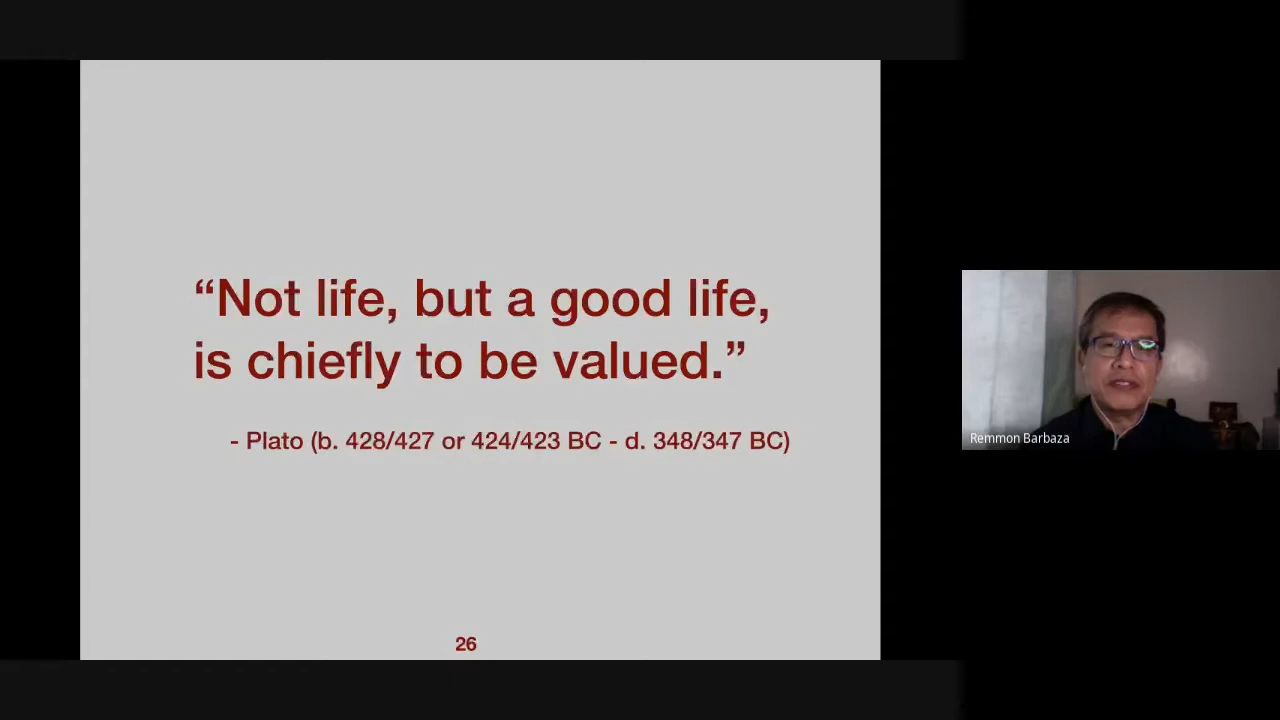 “Not life, but a good life,
is chiefly to be valued.”
- Plato (b. 428/427 or 424/423 BC - d. 348/347 BC)
26
Remmon Barbaza